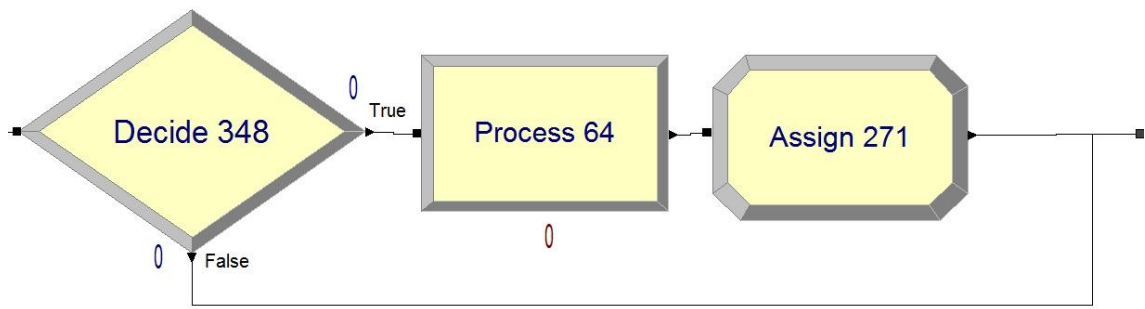 0
True
Decide 348
Process 64
Assign 271
0
False
0